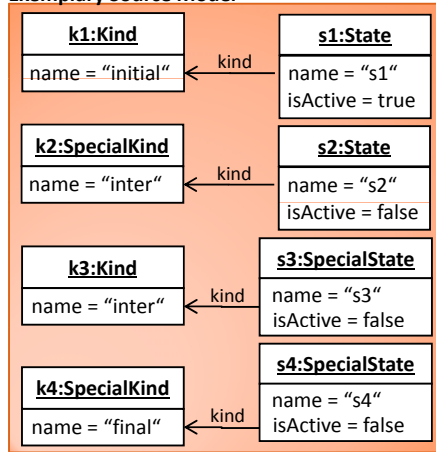 Exemplary Source Model
k1:Kind
name = “initial“
kind
s1:State
name = “s1“
isActive = true
k2:SpecialKind
name = “inter“
kind
s2:State
name = “s2“
isActive = false
k3:Kind
name = “inter“
kind
s3:SpecialState
name = “s3“
isActive = false
k4:SpecialKind
name = “final“
kind
s4:SpecialState
name = “s4“
isActive = false